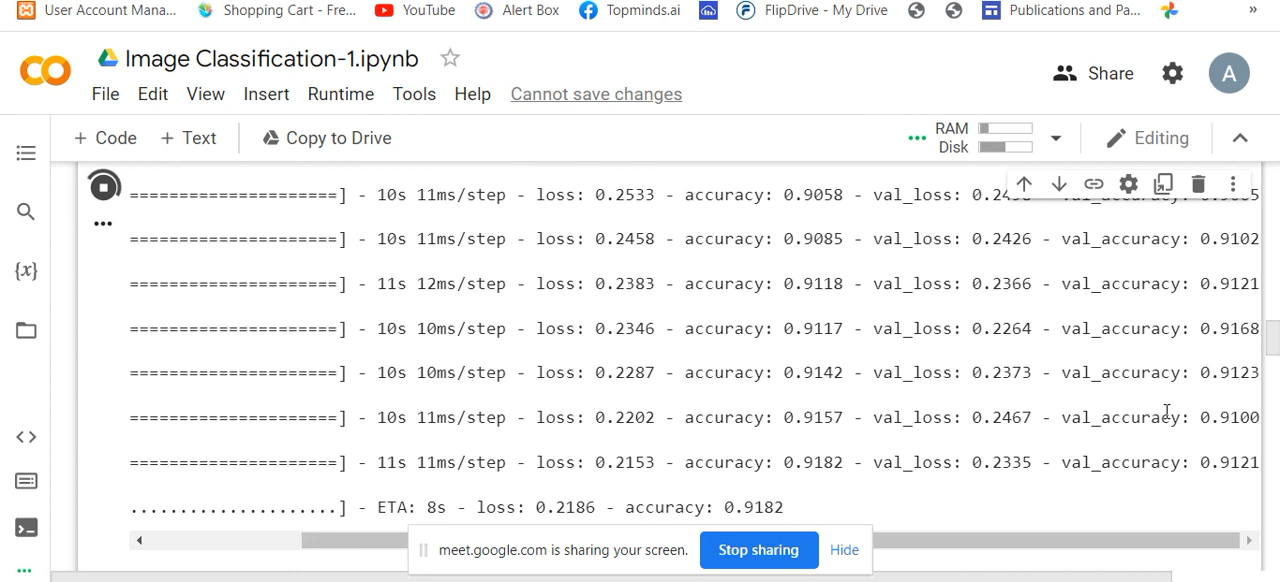 User Account Mana... Shopping Cart - Fre... YouTube Alert Box Topminds.ai FlipDrive - My Drive Publications and Pa... »
Image Classification-1.ipynb
File Edit View Insert Runtime Tools Help Cannot save changes
Share
A
+ Code + Text Copy to Drive
RAM
Disk
Editing
=====================] - 10s 11ms/step - loss: 0.2533 - accuracy: 0.9058 - val_loss:
=====================] - 10s 11ms/step - loss: 0.2458 - accuracy: 0.9085 - val_loss: 0.2426 - val_accuracy: 0.9102
=====================] - 11s 12ms/step - loss: 0.2383 - accuracy: 0.9118 - val_loss: 0.2366 - val_accuracy: 0.9121
=====================] - 10s 10ms/step - loss: 0.2346 - accuracy: 0.9117 - val_loss: 0.2264 - val_accuracy: 0.9168
=====================] - 10s 10ms/step - loss: 0.2287 - accuracy: 0.9142 - val_loss: 0.2373 - val_accuracy: 0.9123
=====================] - 10s 11ms/step - loss: 0.2202 - accuracy: 0.9157 - val_loss: 0.2467 - val_accuracy: 0.9100
=====================] - 11s 11ms/step - loss: 0.2153 - accuracy: 0.9182 - val_loss: 0.2335 - val_accuracy: 0.9121
.....................] - ETA: 8s - loss: 0.2186 - accuracy: 0.9182
meet.google.com is sharing your screen. Stop sharing Hide